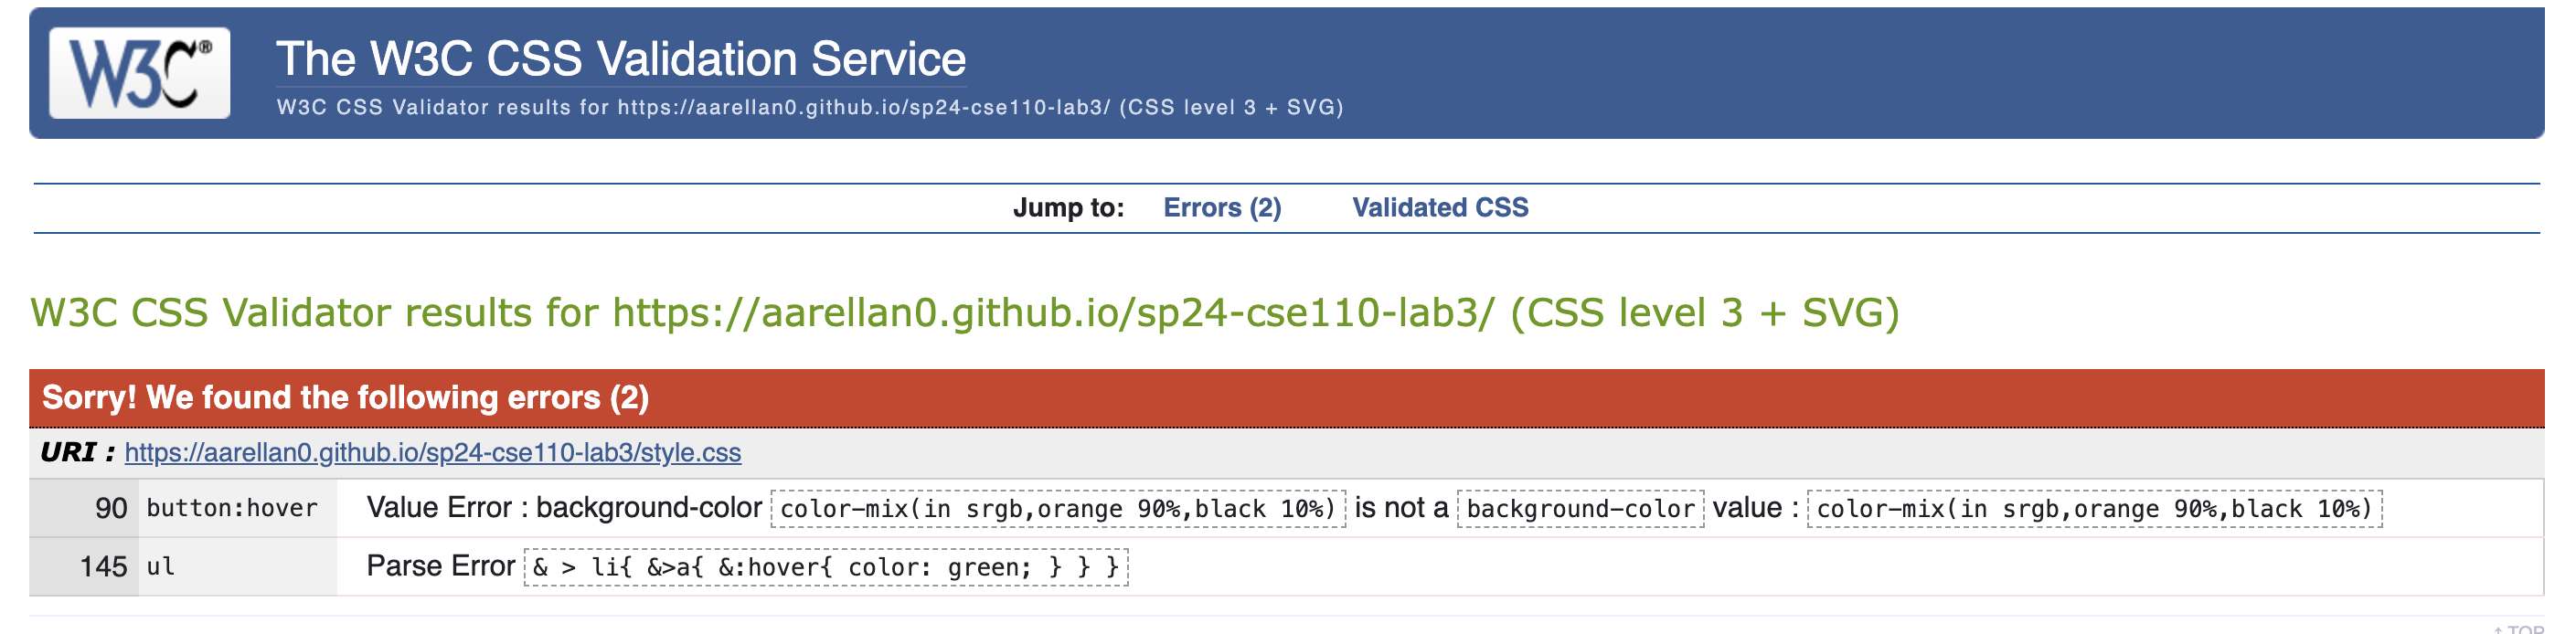 W3C®
The W3C CSS Validation Service
W3C CSS Validator results for https://aarellan0.github.io/sp24-cse110-lab3/ (CSS level 3 + SVG)
Jump to: Errors (2) Validated CSS
W3C CSS Validator results for https://aarellan0.github.io/sp24-cse110-lab3/ (CSS level 3 + SVG)
Sorry! We found the following errors (2)
URI : https://aarellan0.github.io/sp24-cse110-lab3/style.css
90 button:hover Value Error : background-color color-mix(in srgb,orange 90%,black 10%) is not a background-color value : color-mix(in srgb,orange 90%,black 10%)
145 ul Parse Error & > li{ &>a{ &:hover{ color: green; } } }
↑ TOP